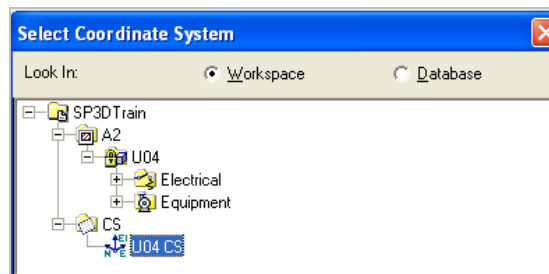 Select Coordinate System
Look In: Workspace Database
SP3DTrain
A2
U04
Electrical
Equipment
CS
U04 CS